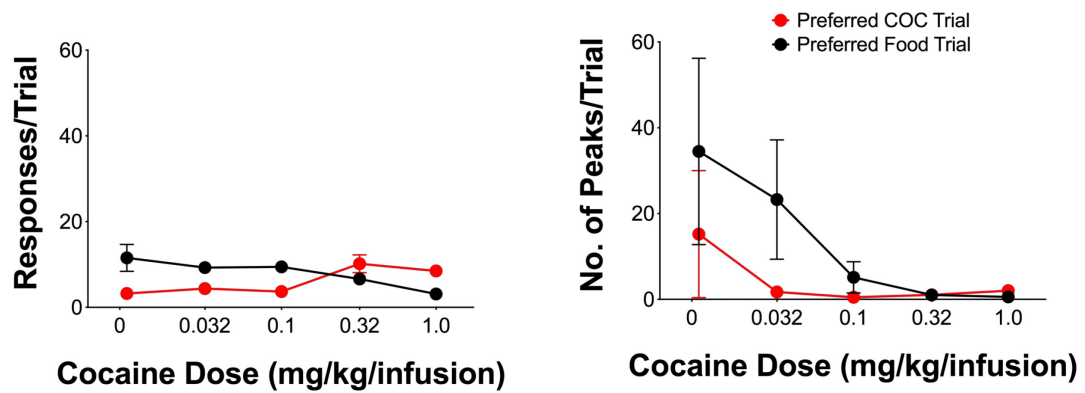 Responses/Trial
60
40
20
0
0 0.032 0.1 0.32 1.0
Cocaine Dose (mg/kg/infusion)
Preferred COC Trial
Preferred Food Trial
No. of Peaks/Trial
60
40
20
0
0 0.032 0.1 0.32 1.0
Cocaine Dose (mg/kg/infusion)